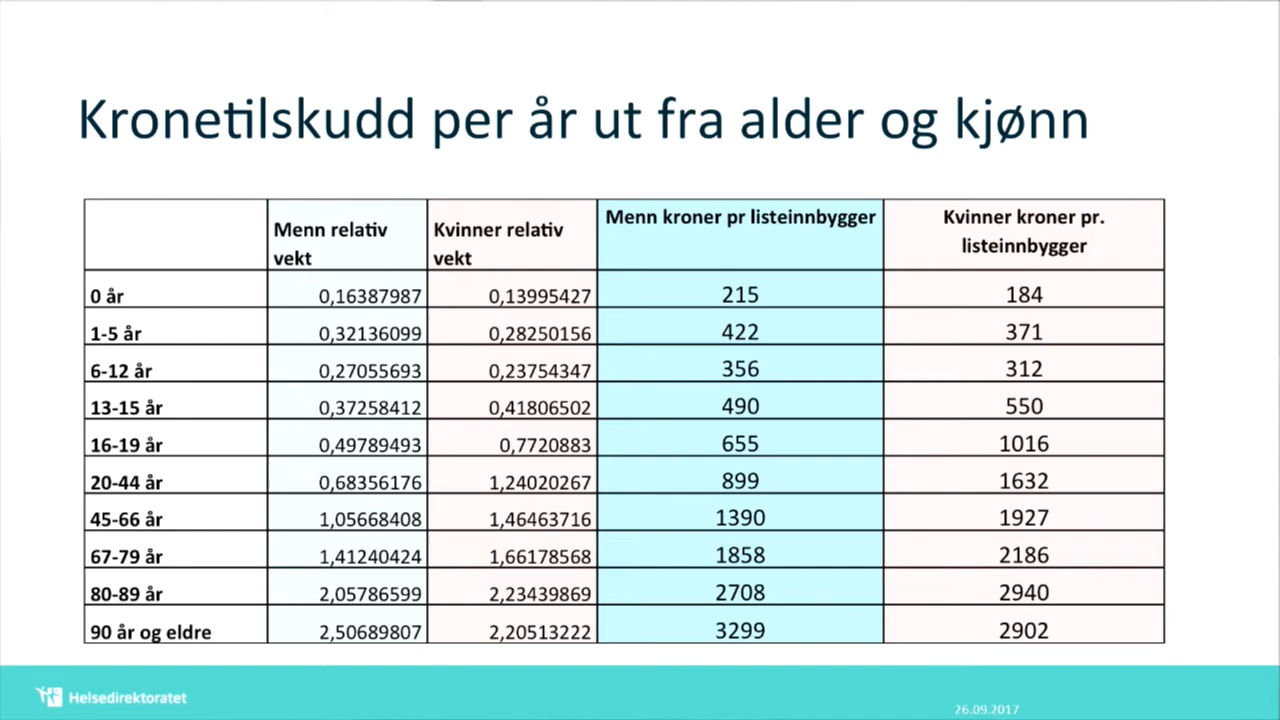 Kronetilskudd per år ut fra alder og kjønn
Menn relativ vekt Kvinner relativ vekt Menn kroner pr listeinnbygger Kvinner kroner pr. listeinnbygger
0 år 0,16387987 0,13995427 215 184
1-5 år 0,32136099 0,28250156 422 371
6-12 år 0,27055693 0,23754347 356 312
13-15 år 0,37258412 0,41806502 490 550
16-19 år 0,49789493 0,7720883 655 1016
20-44 år 0,68356176 1,24020267 899 1632
45-66 år 1,05668408 1,46463716 1390 1927
67-79 år 1,41240424 1,66178568 1858 2186
80-89 år 2,05786599 2,23439869 2708 2940
90 år og eldre 2,50689807 2,20513222 3299 2902
Helsedirektoratet
26.09.2017